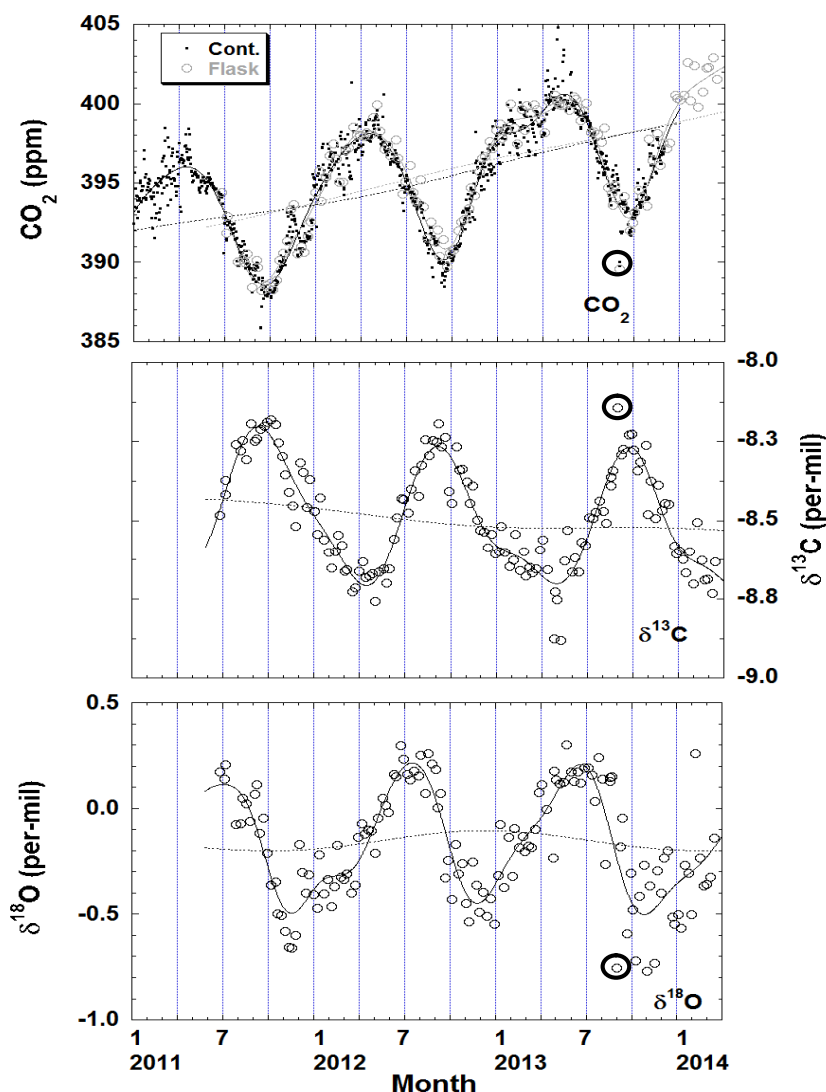 405
400
395
390
385
CO2 (ppm)
Cont.
Flask
CO2
-8.0
-8.3
-8.5
-8.8
-9.0
δ13C (per-mil)
δ13C
0.5
0.0
-0.5
-1.0
δ18O (per-mil)
δ18O
1 7 1 7 1 7 1
2011 2012 2013 2014
Month